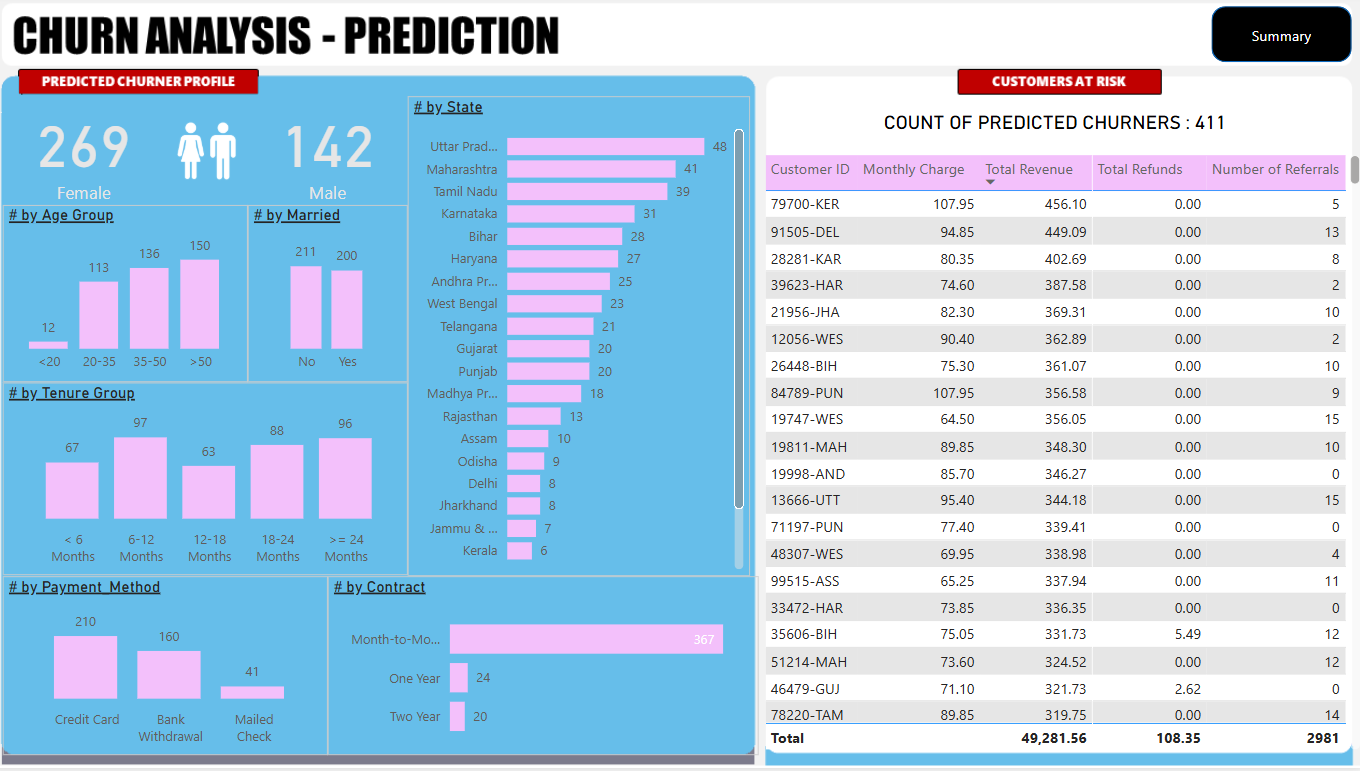 CHURN ANALYSIS - PREDICTION
Summary
PREDICTED CHURNER PROFILE
269
Female
142
Male
# by Age Group
12
113
136
150
<20
20-35
35-50
>50
# by Married
211
200
No
Yes
# by Tenure Group
67
97
63
88
96
< 6 Months
6-12 Months
12-18 Months
18-24 Months
>= 24 Months
# by Payment_Method
210
160
41
Credit Card
Bank Withdrawal
Mailed Check
# by State
Uttar Prad... 48
Maharashtra 41
Tamil Nadu 39
Karnataka 31
Bihar 28
Haryana 27
Andhra Pr... 25
West Bengal 23
Telangana 21
Gujarat 20
Punjab 20
Madhya Pr... 18
Rajasthan 13
Assam 10
Odisha 9
Delhi 8
Jharkhand 8
Jammu & ... 7
Kerala 6
# by Contract
Month-to-Mo... 367
One Year 24
Two Year 20
CUSTOMERS AT RISK
COUNT OF PREDICTED CHURNERS : 411
Customer ID Monthly Charge Total Revenue Total Refunds Number of Referrals
79700-KER 107.95 456.10 0.00 5
91505-DEL 94.85 449.09 0.00 13
28281-KAR 80.35 402.69 0.00 8
39623-HAR 74.60 387.58 0.00 2
21956-JHA 82.30 369.31 0.00 10
12056-WES 90.40 362.89 0.00 2
26448-BIH 75.30 361.07 0.00 10
84789-PUN 107.95 356.58 0.00 9
19747-WES 64.50 356.05 0.00 15
19811-MAH 89.85 348.30 0.00 10
19998-AND 85.70 346.27 0.00 0
13666-UTT 95.40 344.18 0.00 15
71197-PUN 77.40 339.41 0.00 0
48307-WES 69.95 338.98 0.00 4
99515-ASS 65.25 337.94 0.00 11
33472-HAR 73.85 336.35 0.00 0
35606-BIH 75.05 331.73 5.49 12
51214-MAH 73.60 324.52 0.00 12
46479-GUJ 71.10 321.73 2.62 0
78220-TAM 89.85 319.75 0.00 14
Total 49,281.56 108.35 2981